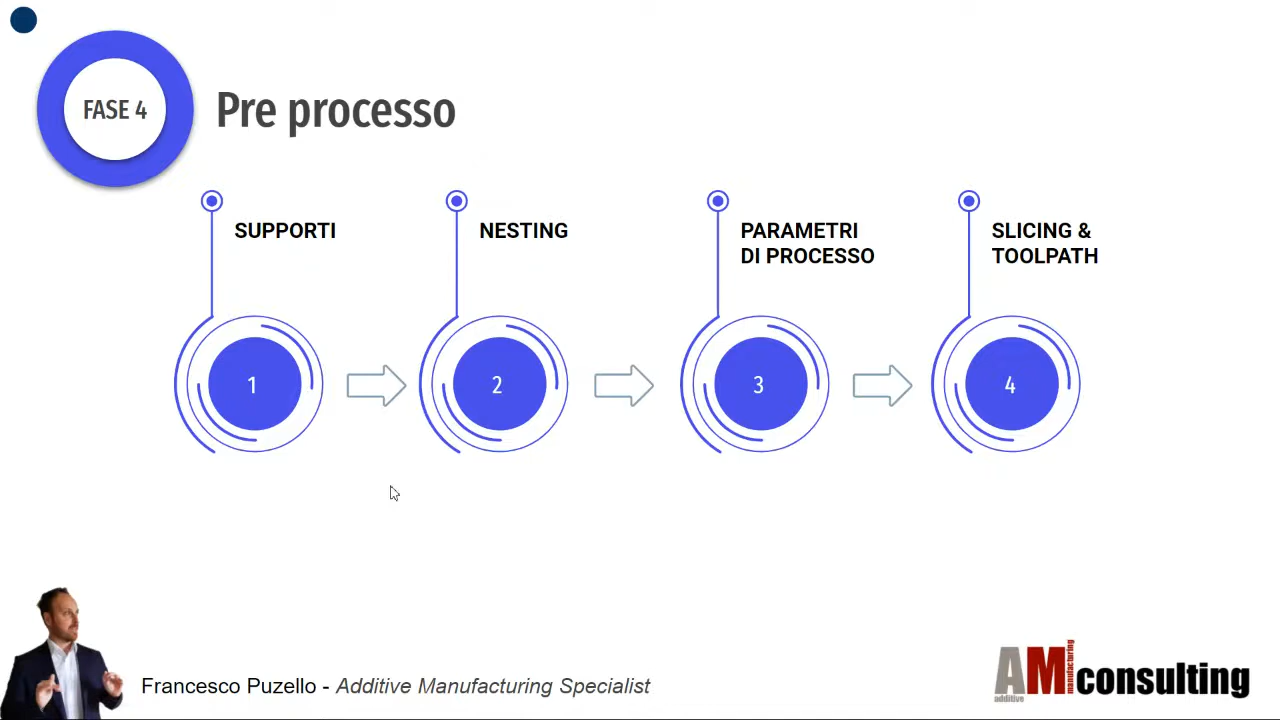 FASE 4
Pre processo
SUPPORTI
NESTING
PARAMETRI
DI PROCESSO
SLICING &
TOOLPATH
1
2
3
4
Francesco Puzello - Additive Manufacturing Specialist
AM consulting
additive
manufacturing